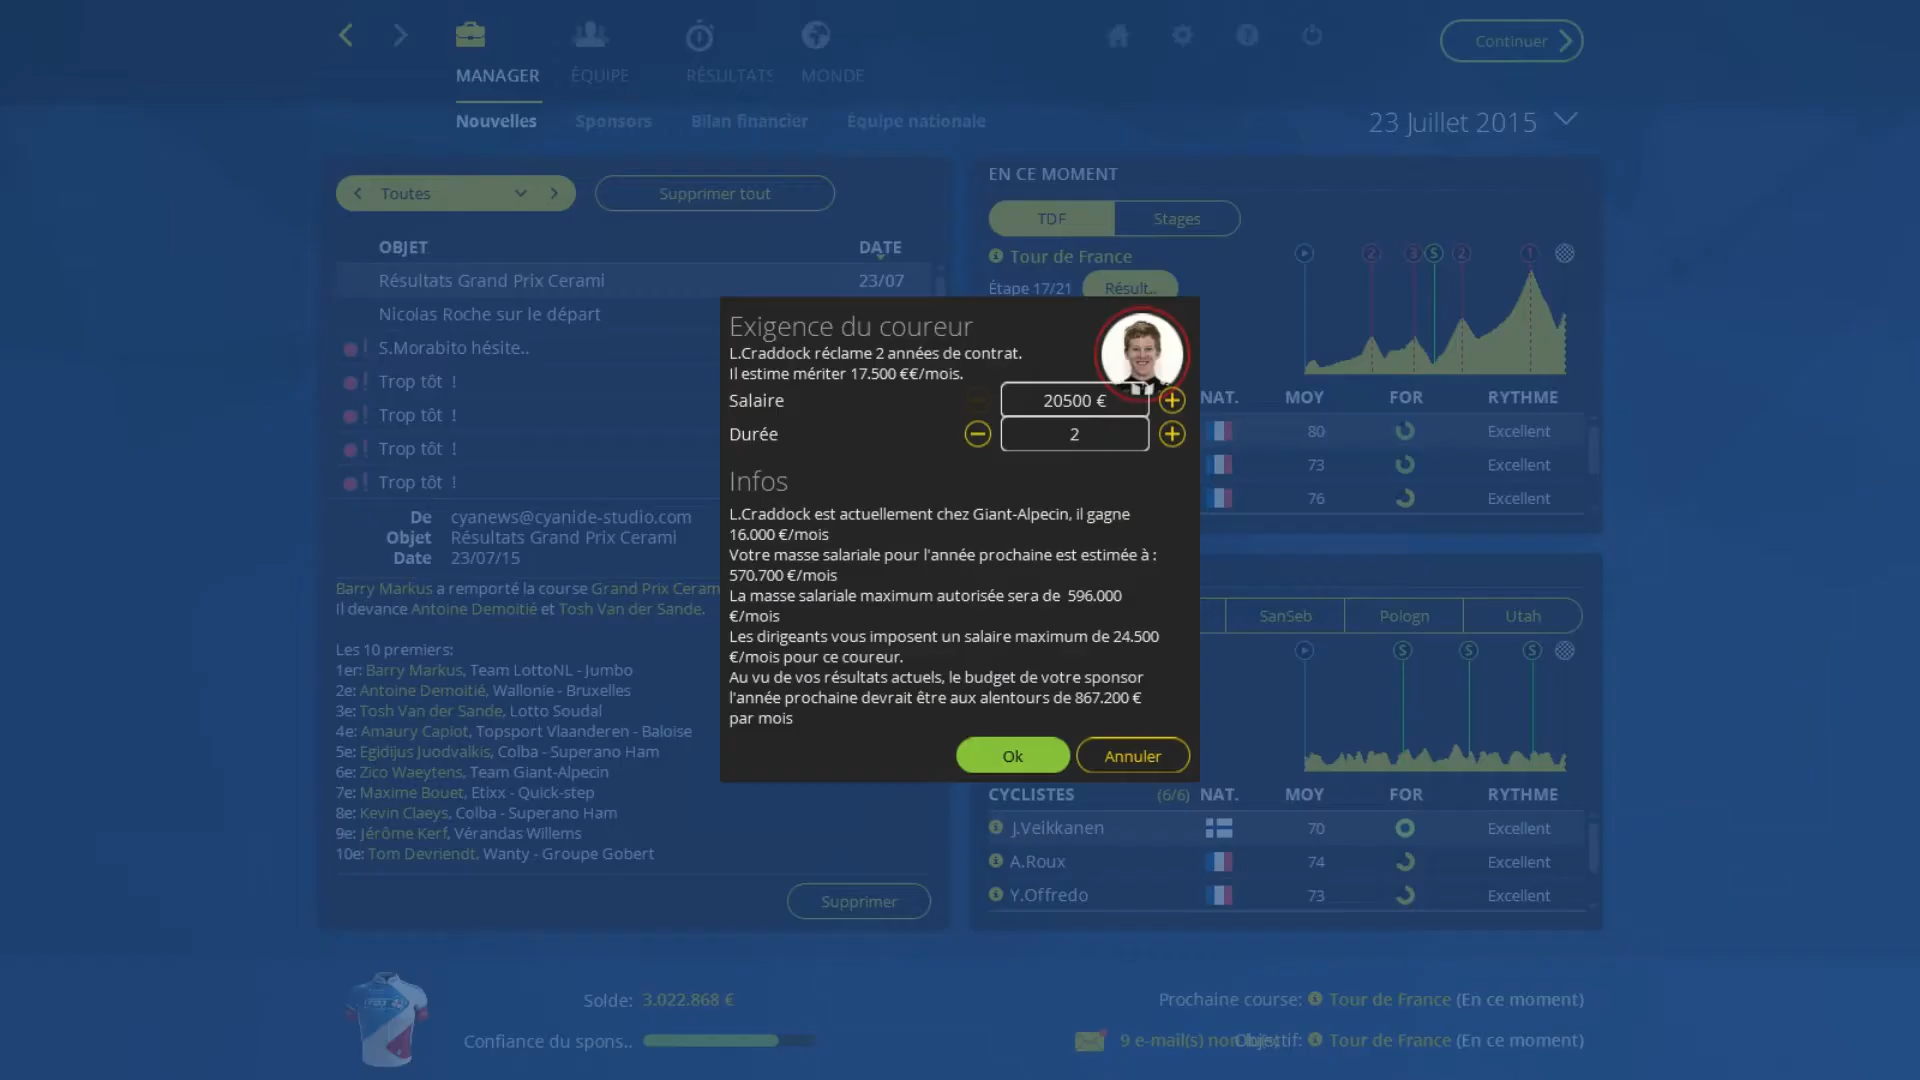 MANAGER
ÉQUIPE
RÉSULTATS
MONDE
Continuer
Nouvelles
Sponsors
Bilan financier
Equipe nationale
23 Juillet 2015
Toutes
Supprimer tout
OBJET
DATE
Résultats Grand Prix Cerami
23/07
Nicolas Roche sur le départ
! S.Morabito hésite..
! Trop tôt !
! Trop tôt !
! Trop tôt !
! Trop tôt !
De cyanews@cyanide-studio.com
Objet Résultats Grand Prix Cerami
Date 23/07/15
Barry Markus a remporté la course Grand Prix Ceram
Il devance Antoine Demoitié et Tosh Van der Sande.
Les 10 premiers:
1er: Barry Markus, Team LottoNL - Jumbo
2e: Antoine Demoitié, Wallonie - Bruxelles
3e: Tosh Van der Sande, Lotto Soudal
4e: Amaury Capiot, Topsport Vlaanderen - Baloise
5e: Egidijus Juodvalkis, Colba - Superano Ham
6e: Zico Waeytens, Team Giant-Alpecin
7e: Maxime Bouet, Etixx - Quick-step
8e: Kevin Claeys, Colba - Superano Ham
9e: Jérôme Kerf, Vérandas Willems
10e: Tom Devriendt, Wanty - Groupe Gobert
Supprimer
Exigence du coureur
L.Craddock réclame 2 années de contrat.
Il estime mériter 17.500 €€/mois.
Salaire
20500 €
Durée
2
Infos
L.Craddock est actuellement chez Giant-Alpecin, il gagne
16.000 €/mois
Votre masse salariale pour l'année prochaine est estimée à :
570.700 €/mois
La masse salariale maximum autorisée sera de 596.000
€/mois
Les dirigeants vous imposent un salaire maximum de 24.500
€/mois pour ce coureur.
Au vu de vos résultats actuels, le budget de votre sponsor
l'année prochaine devrait être aux alentours de 867.200 €
par mois
Ok
Annuler
EN CE MOMENT
TDF
Stages
Tour de France
Étape 17/21
Résult..
2 3 S 2 1
NAT. MOY FOR RYTHME
80 Excellent
73 Excellent
76 Excellent
SanSeb
Pologn
Utah
S S S
CYCLISTES (6/6) NAT. MOY FOR RYTHME
J.Veikkanen 70 Excellent
A.Roux 74 Excellent
Y.Offredo 73 Excellent
Solde: 3.022.868 €
Confiance du spons..
Prochaine course: Tour de France (En ce moment)
9 e-mail(s) non
Objectif: Tour de France (En ce moment)